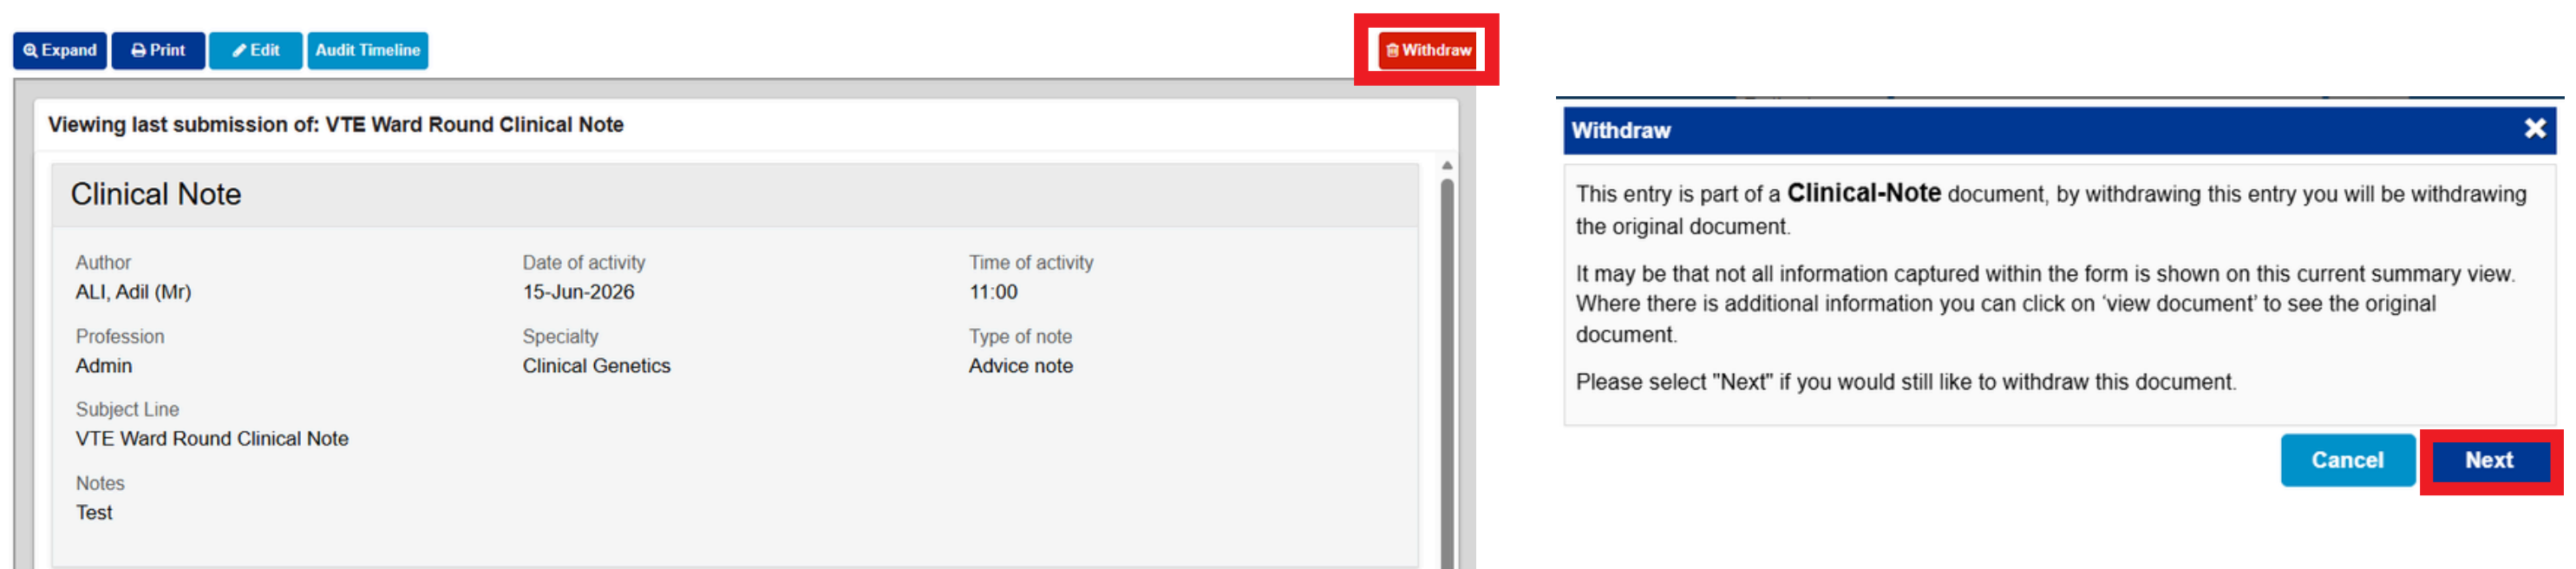 Expand Print Edit Audit Timeline Withdraw
Viewing last submission of: VTE Ward Round Clinical Note
Clinical Note
Author Date of activity Time of activity
ALI, Adil (Mr) 15-Jun-2026 11:00
Profession Specialty Type of note
Admin Clinical Genetics Advice note
Subject Line
VTE Ward Round Clinical Note
Notes
Test
Withdraw
This entry is part of a Clinical-Note document, by withdrawing this entry you will be withdrawing
the original document.
It may be that not all information captured within the form is shown on this current summary view.
Where there is additional information you can click on ‘view document’ to see the original
document.
Please select "Next" if you would still like to withdraw this document.
Cancel Next